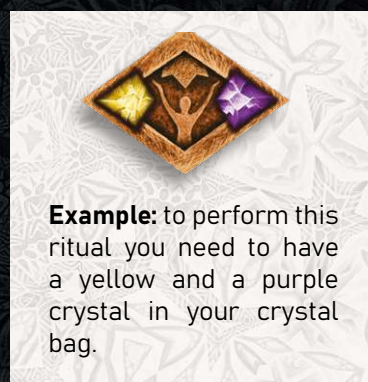 Example: to perform this
ritual you need to have
a yellow and a purple
crystal in your crystal
bag.